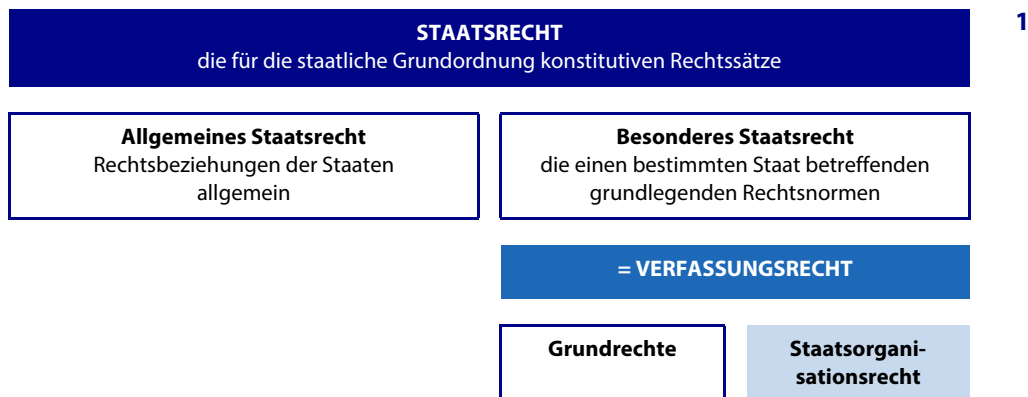 STAATSRECHT
die für die staatliche Grundordnung konstitutiven Rechtssätze
1
Allgemeines Staatsrecht
Rechtsbeziehungen der Staaten
allgemein
Besonderes Staatsrecht
die einen bestimmten Staat betreffenden
grundlegenden Rechtsnormen
= VERFASSUNGSRECHT
Grundrechte
Staatsorgani-
sationsrecht